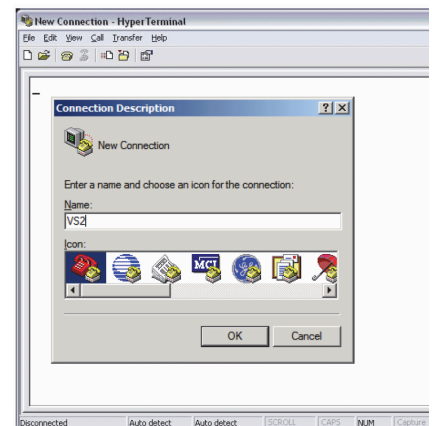 New Connection - HyperTerminal
File Edit View Call Transfer Help
Connection Description
New Connection
Enter a name and choose an icon for the connection:
Name:
VS2
Icon:
MCI
OK Cancel
Disconnected Auto detect Auto detect SCROLL CAPS NUM Capture